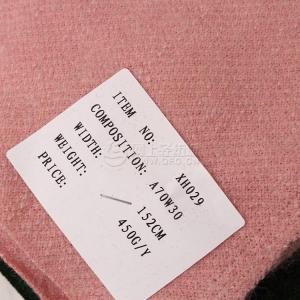 ITEM NO: XH029
COMPOSITION: A70W30
WIDTH: 152CM
WEIGHT: 450G/Y
PRICE: